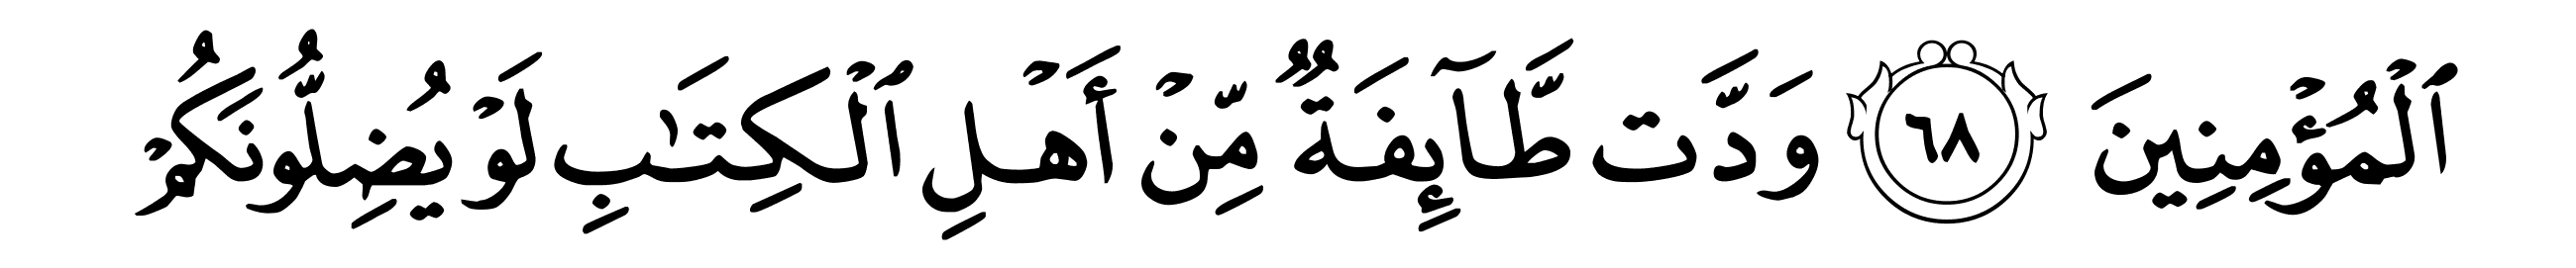 ٱلۡمُؤۡمِنِينَ ٦٨ وَدَّت طَّآئِفَةٞ مِّنۡ أَهۡلِ ٱلۡكِتَٰبِ لَوۡ يُضِلُّونَكُمۡ